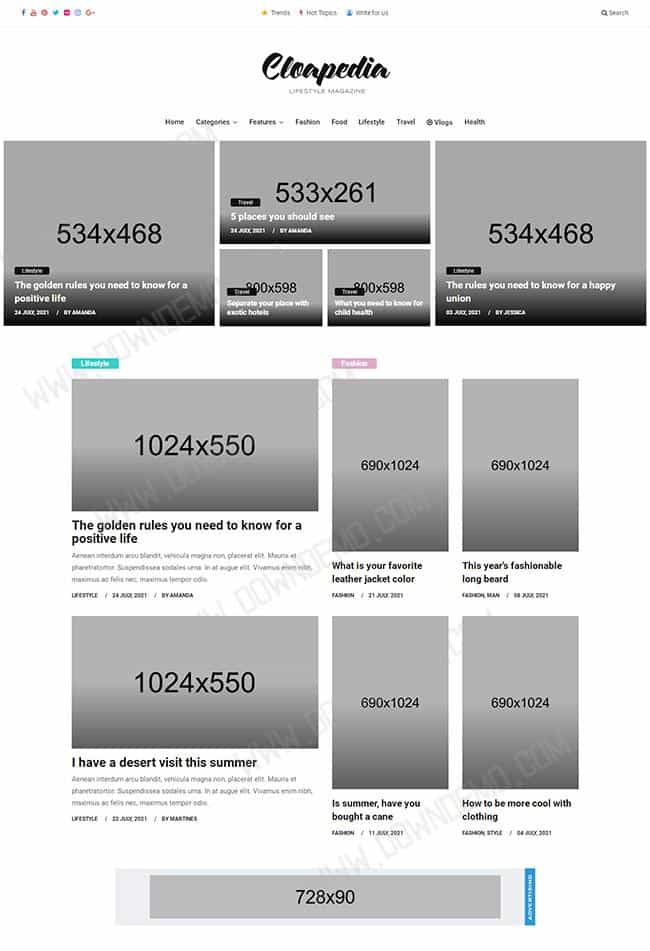 Trends Hot Topics Write for us Search
Cloapedia
LIFESTYLE MAGAZINE
Home Categories Features Fashion Food Lifestyle Travel Vlogs Health
534x468
Lifestyle
The golden rules you need to know for a
positive life
24 JULY, 2021 / BY AMANDA
533x261
Travel
5 places you should see
24 JULY, 2021 / BY AMANDA
800x598
Travel
Separate your place with
exotic hotels
800x598
Travel
What you need to know for
child health
534x468
Lifestyle
The rules you need to know for a happy
union
03 JULY, 2021 / BY JESSICA
Lifestyle
1024x550
The golden rules you need to know for a
positive life
Aenean interdum arcu blandit, vehicula magna non, placerat elit. Mauris et
pharetratortor. Suspendissea sodales urna. In at augue elit. Vivamus enim nibh,
maximus ac felis nec, maximus tempor odio.
LIFESTYLE / 24 JULY, 2021 / BY AMANDA
1024x550
I have a desert visit this summer
Aenean interdum arcu blandit, vehicula magna non, placerat elit. Mauris et
pharetratortor. Suspendissea sodales urna. In at augue elit. Vivamus enim nibh,
maximus ac felis nec, maximus tempor odio.
LIFESTYLE / 22 JULY, 2021 / BY MARTINES
Fashion
690x1024
What is your favorite
leather jacket color
FASHION / 21 JULY, 2021
690x1024
This year's fashionable
long beard
FASHION, MAN / 08 JULY, 2021
690x1024
Is summer, have you
bought a cane
FASHION / 11 JULY, 2021
690x1024
How to be more cool with
clothing
FASHION, STYLE / 04 JULY, 2021
728x90
ADVERTISING
WWW.DOWNDEMO.COM
WWW.DOWNDEMO.COM
WWW.DOWNDEMO.COM